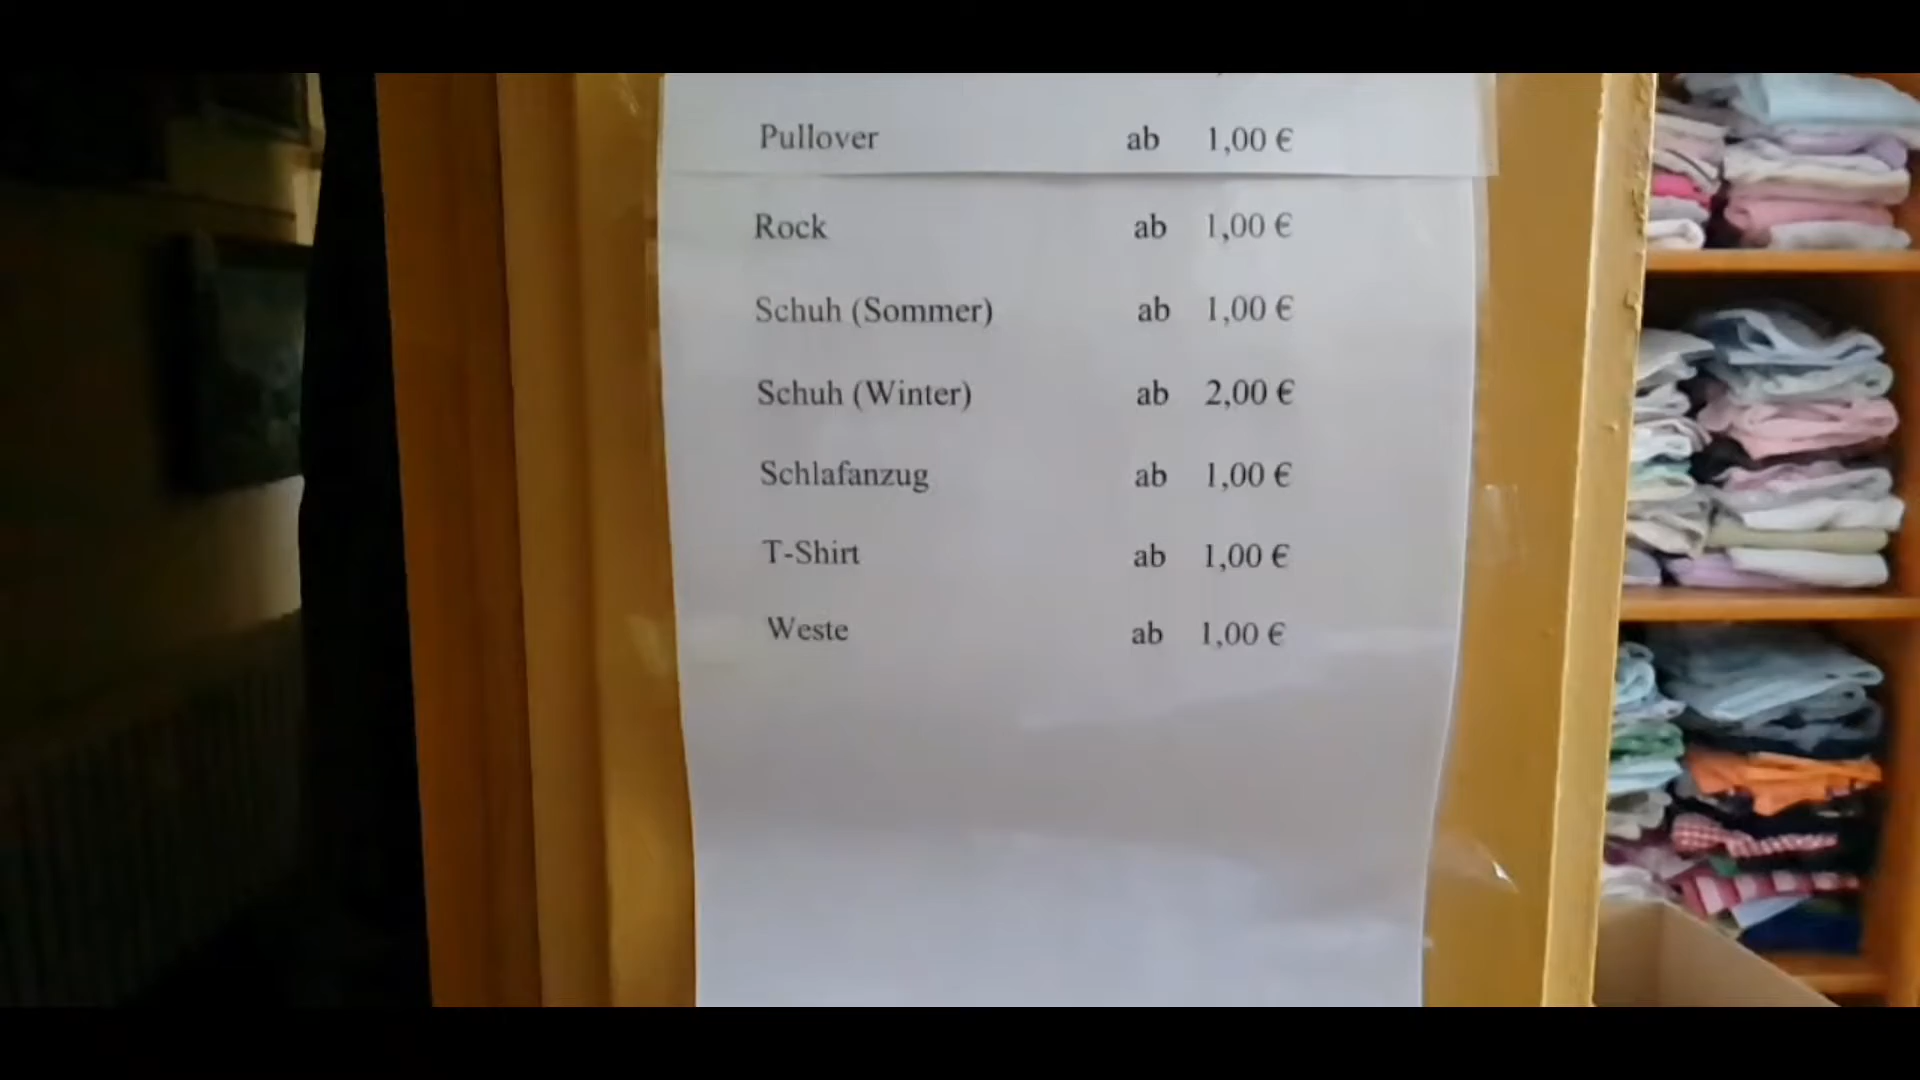 Pullover ab 1,00 €
Rock ab 1,00 €
Schuh (Sommer) ab 1,00 €
Schuh (Winter) ab 2,00 €
Schlafanzug ab 1,00 €
T-Shirt ab 1,00 €
Weste ab 1,00 €